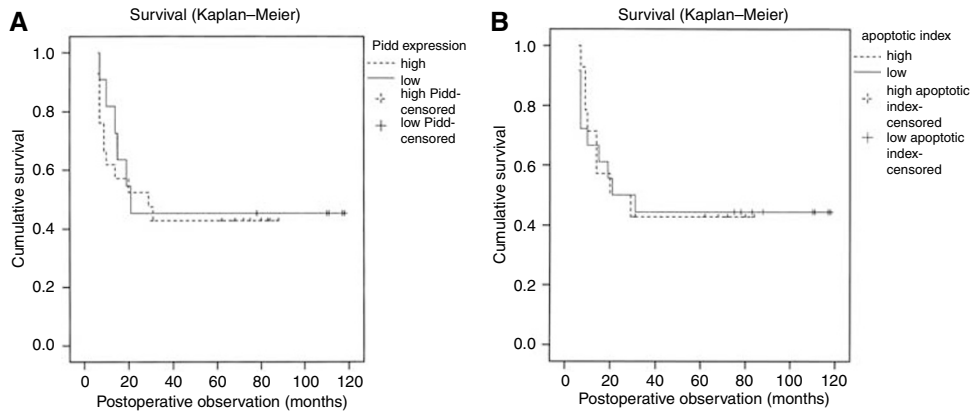 A
Survival (Kaplan–Meier)
Cumulative survival
1.0
0.8
0.6
0.4
0.2
0.0
0
20
40
60
80
100
120
Postoperative observation (months)
Pidd expression
high
low
high Pidd-
censored
low Pidd-
censored
B
Survival (Kaplan–Meier)
Cumulative survival
1.0
0.8
0.6
0.4
0.2
0.0
0
20
40
60
80
100
120
Postoperative observation (months)
apoptotic index
high
low
high apoptotic
index-
censored
low apoptotic
index-
censored